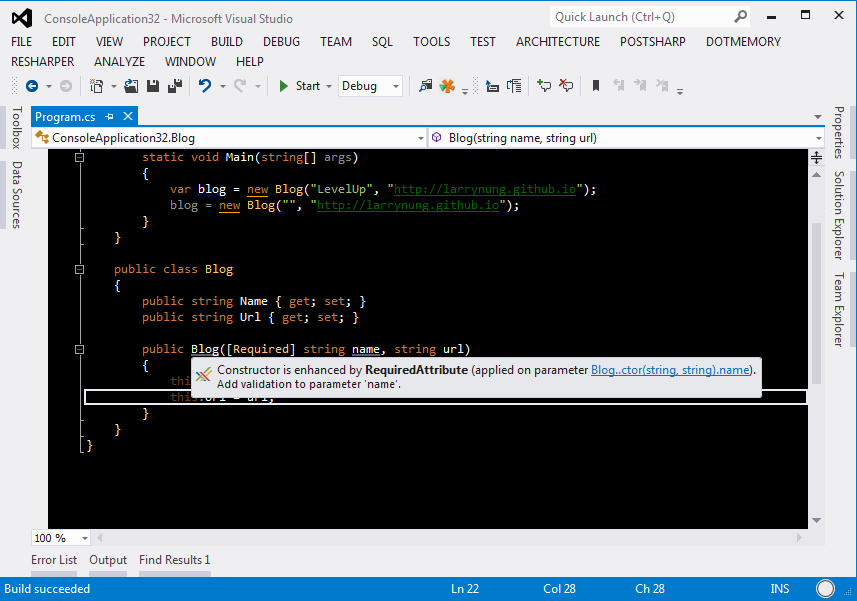 ConsoleApplication32 - Microsoft Visual Studio
Quick Launch (Ctrl+Q)
FILE EDIT VIEW PROJECT BUILD DEBUG TEAM SQL TOOLS TEST ARCHITECTURE POSTSHARP DOTMEMORY
RESHARPER ANALYZE WINDOW HELP
Start Debug
Toolbox
Data Sources
Program.cs
ConsoleApplication32.Blog
Blog(string name, string url)
static void Main(string[] args)
{
var blog = new Blog("LevelUp", "http://larrynung.github.io");
blog = new Blog("", "http://larrynung.github.io");
}
}
public class Blog
{
public string Name { get; set; }
public string Url { get; set; }
public Blog([Required] string name, string url)
{
Constructor is enhanced by RequiredAttribute (applied on parameter Blog..ctor(string, string).name).
Add validation to parameter 'name'.
thi
this.Url = url;
}
}
}
Properties
Solution Explorer
Team Explorer
100 %
Error List Output Find Results 1
Build succeeded Ln 22 Col 28 Ch 28 INS